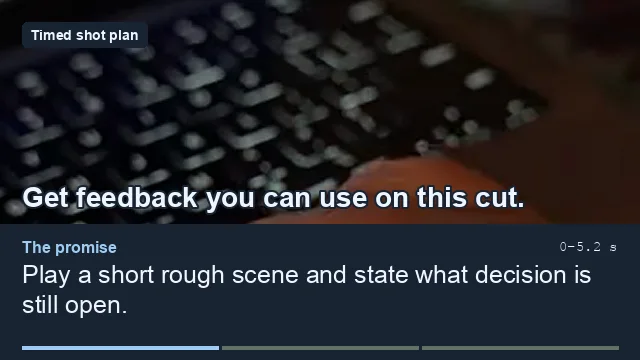 Timed shot plan
Get feedback you can use on this cut.
The promise
0–5.2 s
Play a short rough scene and state what decision is
still open.